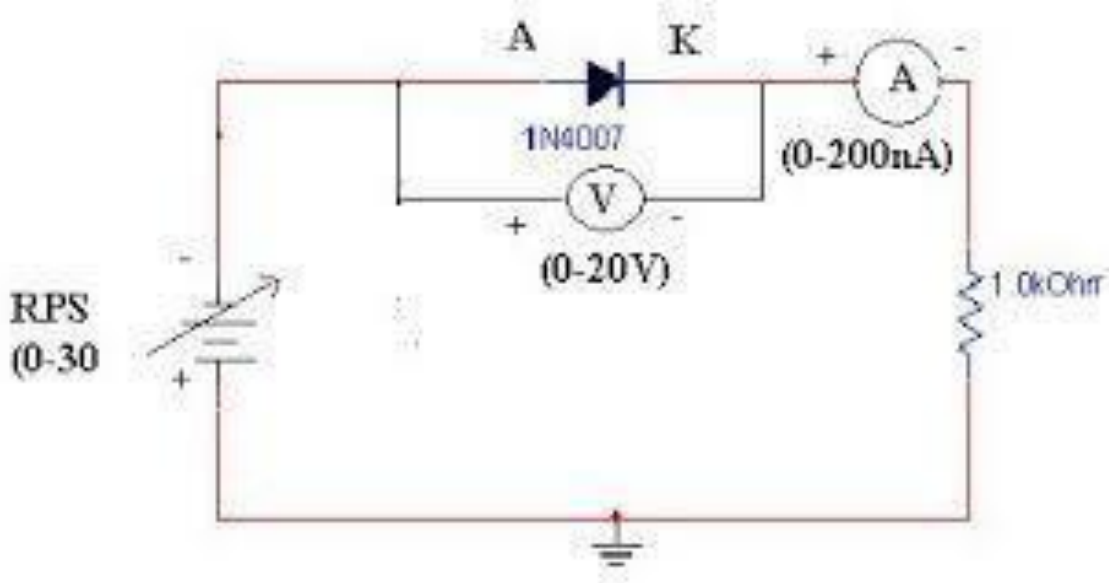 A K
+ A -
1N4007
(0-200nA)
V
+ -
(0-20V)
-
RPS
(0-30
+
1.0kOhm